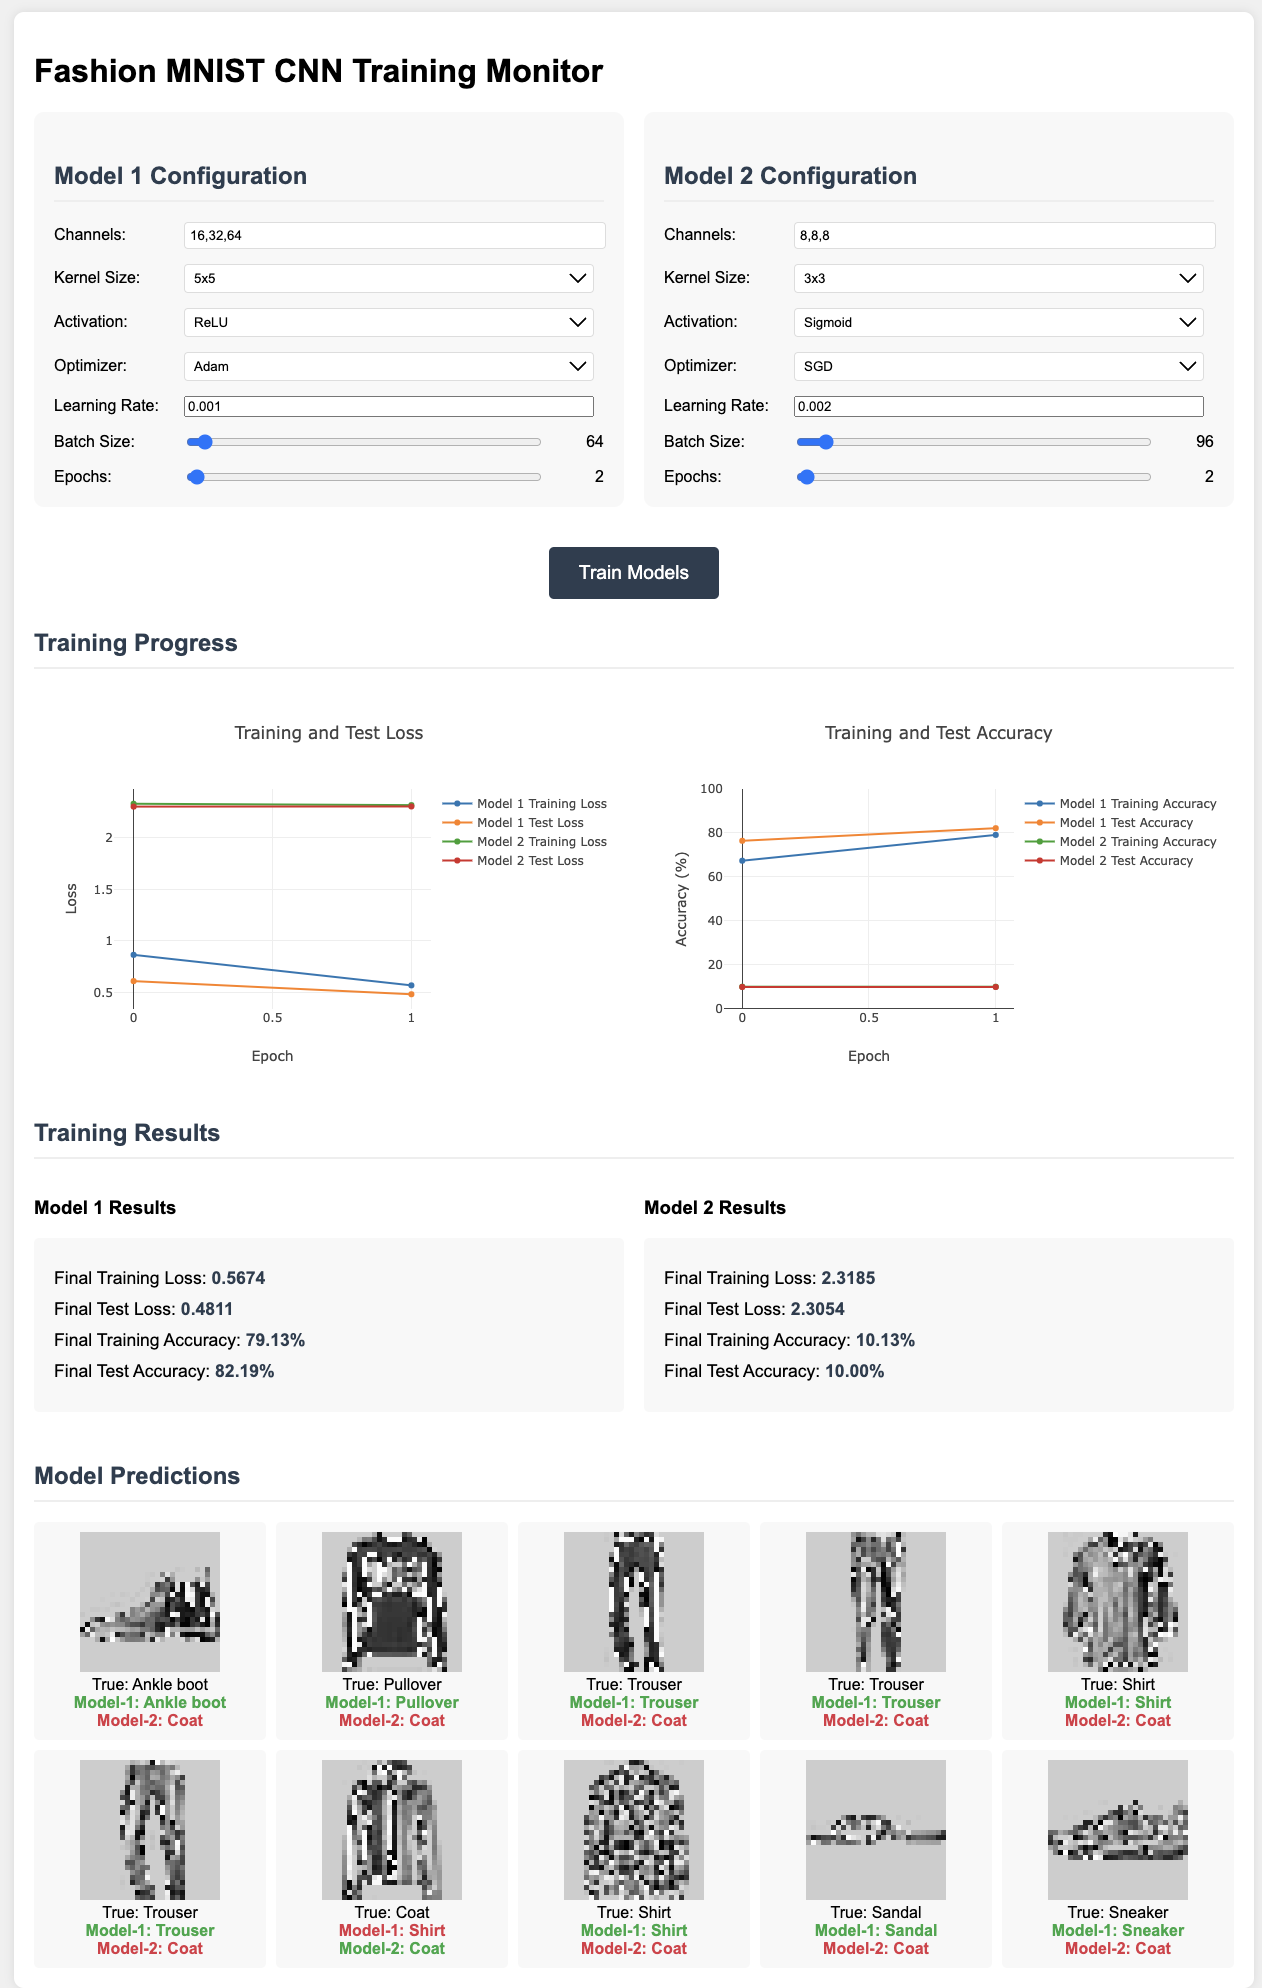 Fashion MNIST CNN Training Monitor
Model 1 Configuration
Channels: 16,32,64
Kernel Size: 5x5
Activation: ReLU
Optimizer: Adam
Learning Rate: 0.001
Batch Size: 64
Epochs: 2
Model 2 Configuration
Channels: 8,8,8
Kernel Size: 3x3
Activation: Sigmoid
Optimizer: SGD
Learning Rate: 0.002
Batch Size: 96
Epochs: 2
Train Models
Training Progress
Training and Test Loss
Loss
2
1.5
1
0.5
0 0.5 1
Epoch
Model 1 Training Loss
Model 1 Test Loss
Model 2 Training Loss
Model 2 Test Loss
Training and Test Accuracy
Accuracy (%)
100
80
60
40
20
0
0 0.5 1
Epoch
Model 1 Training Accuracy
Model 1 Test Accuracy
Model 2 Training Accuracy
Model 2 Test Accuracy
Training Results
Model 1 Results
Final Training Loss: 0.5674
Final Test Loss: 0.4811
Final Training Accuracy: 79.13%
Final Test Accuracy: 82.19%
Model 2 Results
Final Training Loss: 2.3185
Final Test Loss: 2.3054
Final Training Accuracy: 10.13%
Final Test Accuracy: 10.00%
Model Predictions
True: Ankle boot
Model-1: Ankle boot
Model-2: Coat
True: Pullover
Model-1: Pullover
Model-2: Coat
True: Trouser
Model-1: Trouser
Model-2: Coat
True: Trouser
Model-1: Trouser
Model-2: Coat
True: Shirt
Model-1: Shirt
Model-2: Coat
True: Trouser
Model-1: Trouser
Model-2: Coat
True: Coat
Model-1: Shirt
Model-2: Coat
True: Shirt
Model-1: Shirt
Model-2: Coat
True: Sandal
Model-1: Sandal
Model-2: Coat
True: Sneaker
Model-1: Sneaker
Model-2: Coat